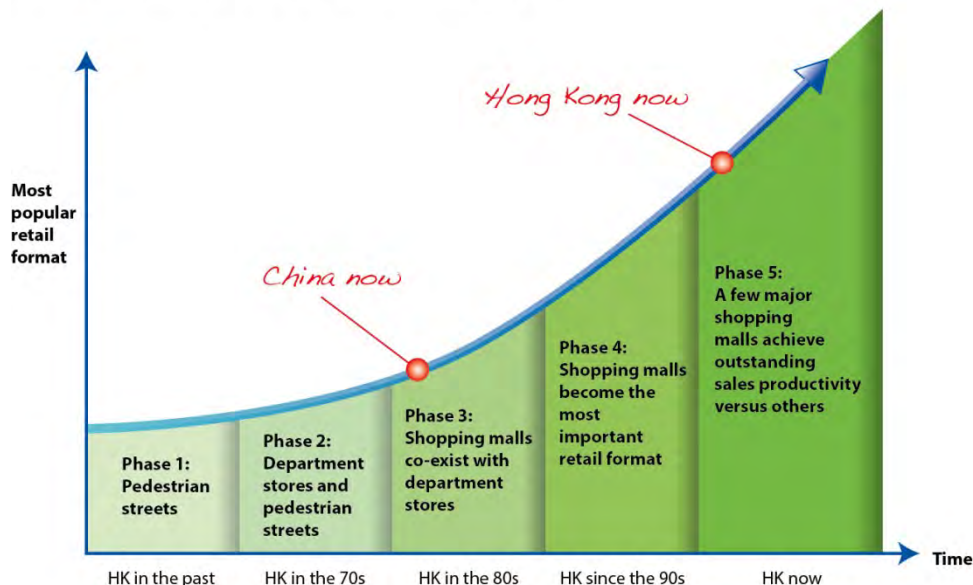 Hong Kong now
Most
popular
retail
format
China now
Phase 1:
Pedestrian
streets
Phase 2:
Department
stores and
pedestrian
streets
Phase 3:
Shopping malls
co-exist with
department
stores
Phase 4:
Shopping malls
become the
most
important
retail format
Phase 5:
A few major
shopping
malls achieve
outstanding
sales productivity
versus others
Time
HK in the past
HK in the 70s
HK in the 80s
HK since the 90s
HK now